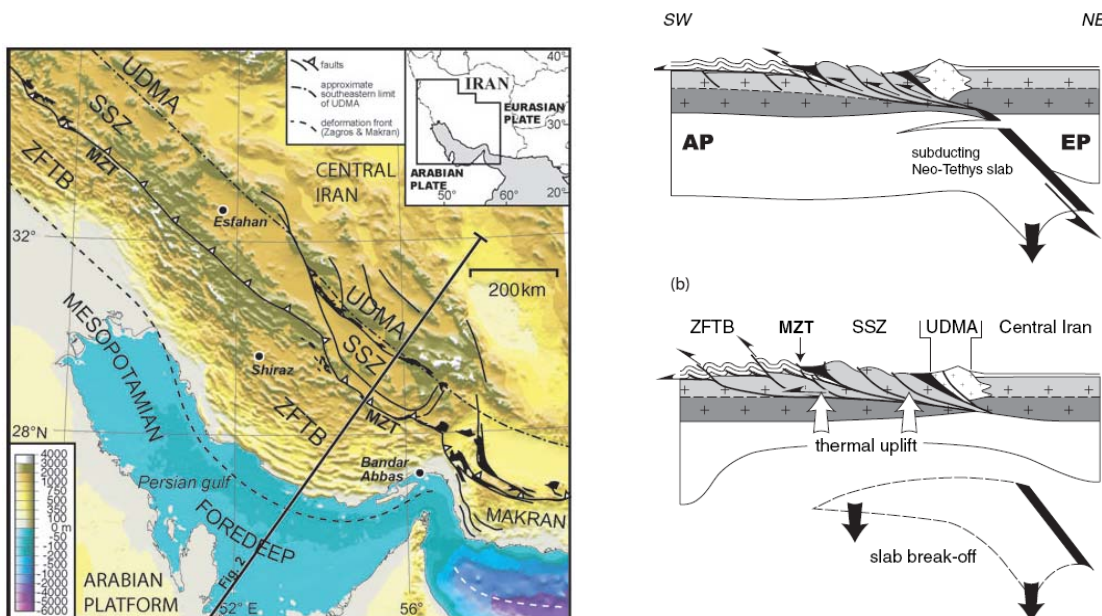 UDMA
SSZ
MZT
ZFTB
CENTRAL
IRAN
Esfahan
32°
faults
approximate
southeastern limit
of UDMA
deformation front
(Zagros & Makran)
IRAN
EURASIAN
PLATE
ARABIAN
PLATE
40°
30°
20°
50°
60°
200km
UDMA
SSZ
MZT
Shiraz
ZFTB
MESOPOTAMIAN
28°N
Persian gulf
FOREDEEP
Bandar
Abbas
MAKRAN
Fig. 2
ARABIAN
PLATFORM
52° E
56°
4000
3000
2000
1000
750
500
350
100
0 m
-50
-100
-200
-500
-1000
-2000
-3000
-4000
-5000
-6000
SW
NE
AP
EP
subducting
Neo-Tethys slab
(b)
ZFTB MZT SSZ UDMA Central Iran
thermal uplift
slab break-off